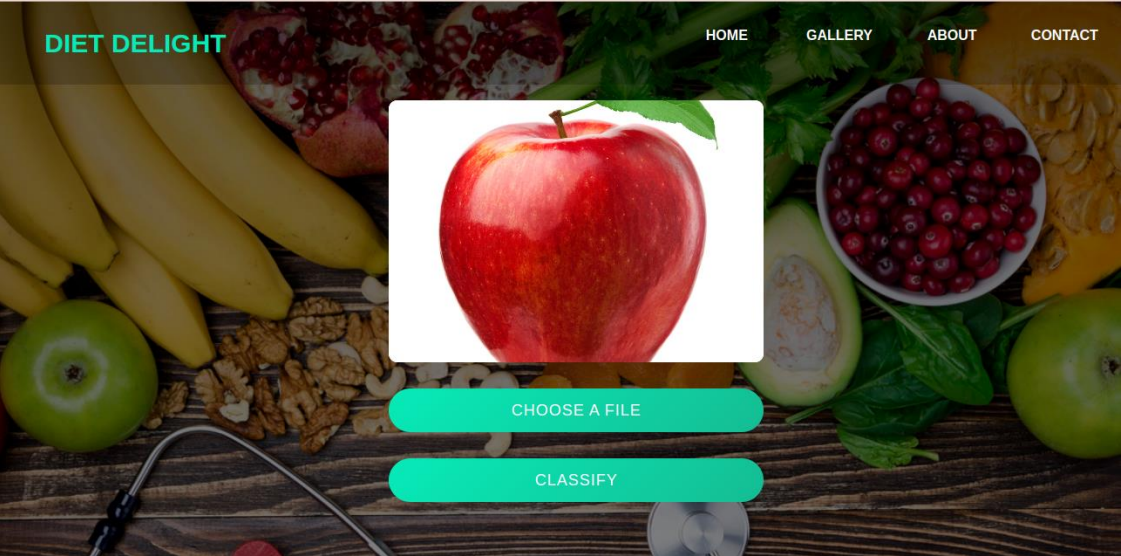 DIET DELIGHT
HOME GALLERY ABOUT CONTACT
CHOOSE A FILE
CLASSIFY